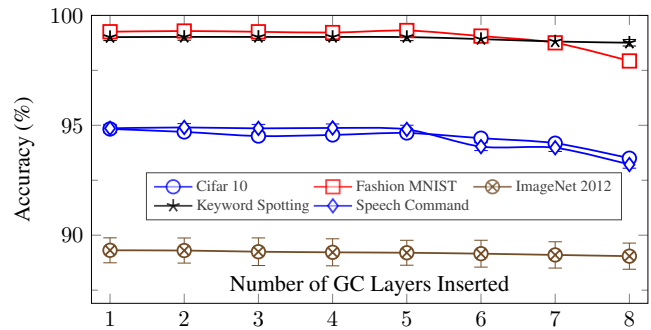 100
95
90
Accuracy (%)
Cifar 10 Fashion MNIST ImageNet 2012
Keyword Spotting Speech Command
Number of GC Layers Inserted
1 2 3 4 5 6 7 8